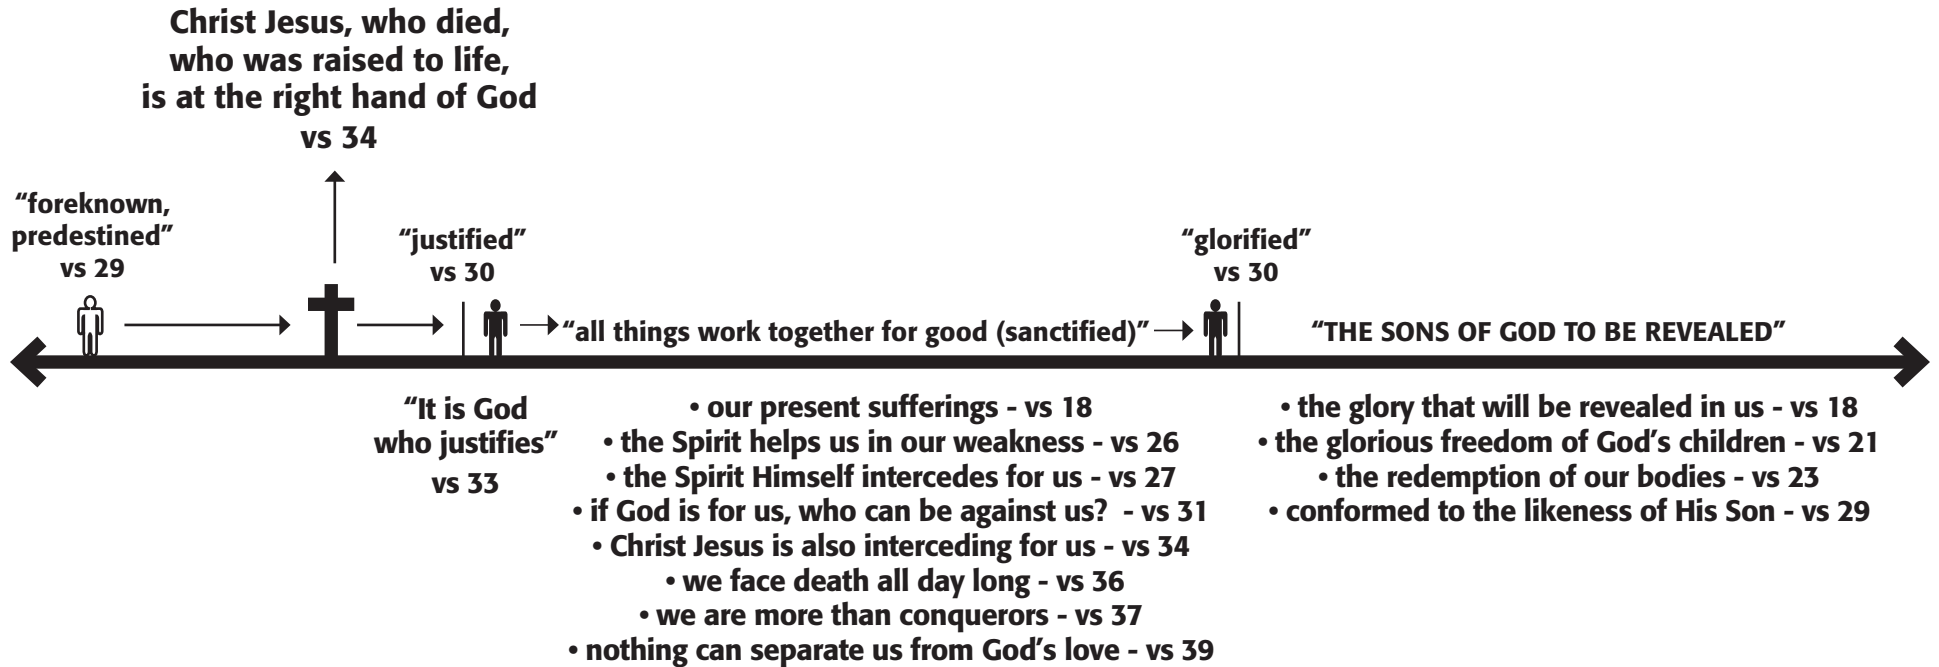 Christ Jesus, who died,
who was raised to life,
is at the right hand of God
vs 34
“foreknown,
predestined”
vs 29
“justified”
vs 30
“glorified”
vs 30
“all things work together for good (sanctified)”
“THE SONS OF GOD TO BE REVEALED”
“It is God
who justifies”
vs 33
• our present sufferings - vs 18
• the Spirit helps us in our weakness - vs 26
• the Spirit Himself intercedes for us - vs 27
• if God is for us, who can be against us?  - vs 31
• Christ Jesus is also interceding for us - vs 34
• we face death all day long - vs 36
• we are more than conquerors - vs 37
• nothing can separate us from God’s love - vs 39
• the glory that will be revealed in us - vs 18
• the glorious freedom of God’s children - vs 21
• the redemption of our bodies - vs 23
• conformed to the likeness of His Son - vs 29